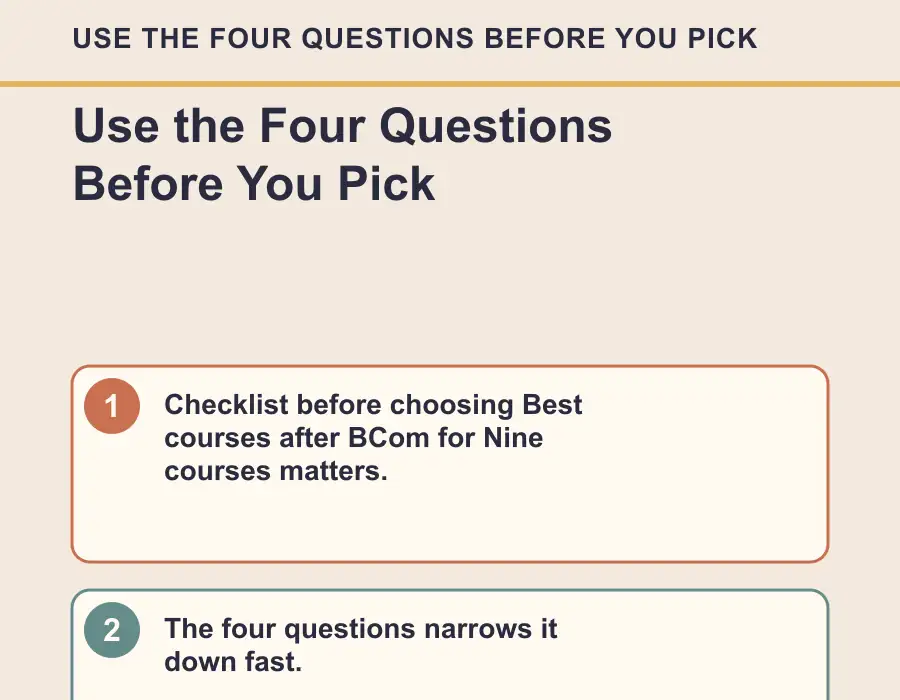 USE THE FOUR QUESTIONS BEFORE YOU PICK
Use the Four Questions
Before You Pick
1
Checklist before choosing Best
courses after BCom for Nine
courses matters.
2
The four questions narrows it
down fast.